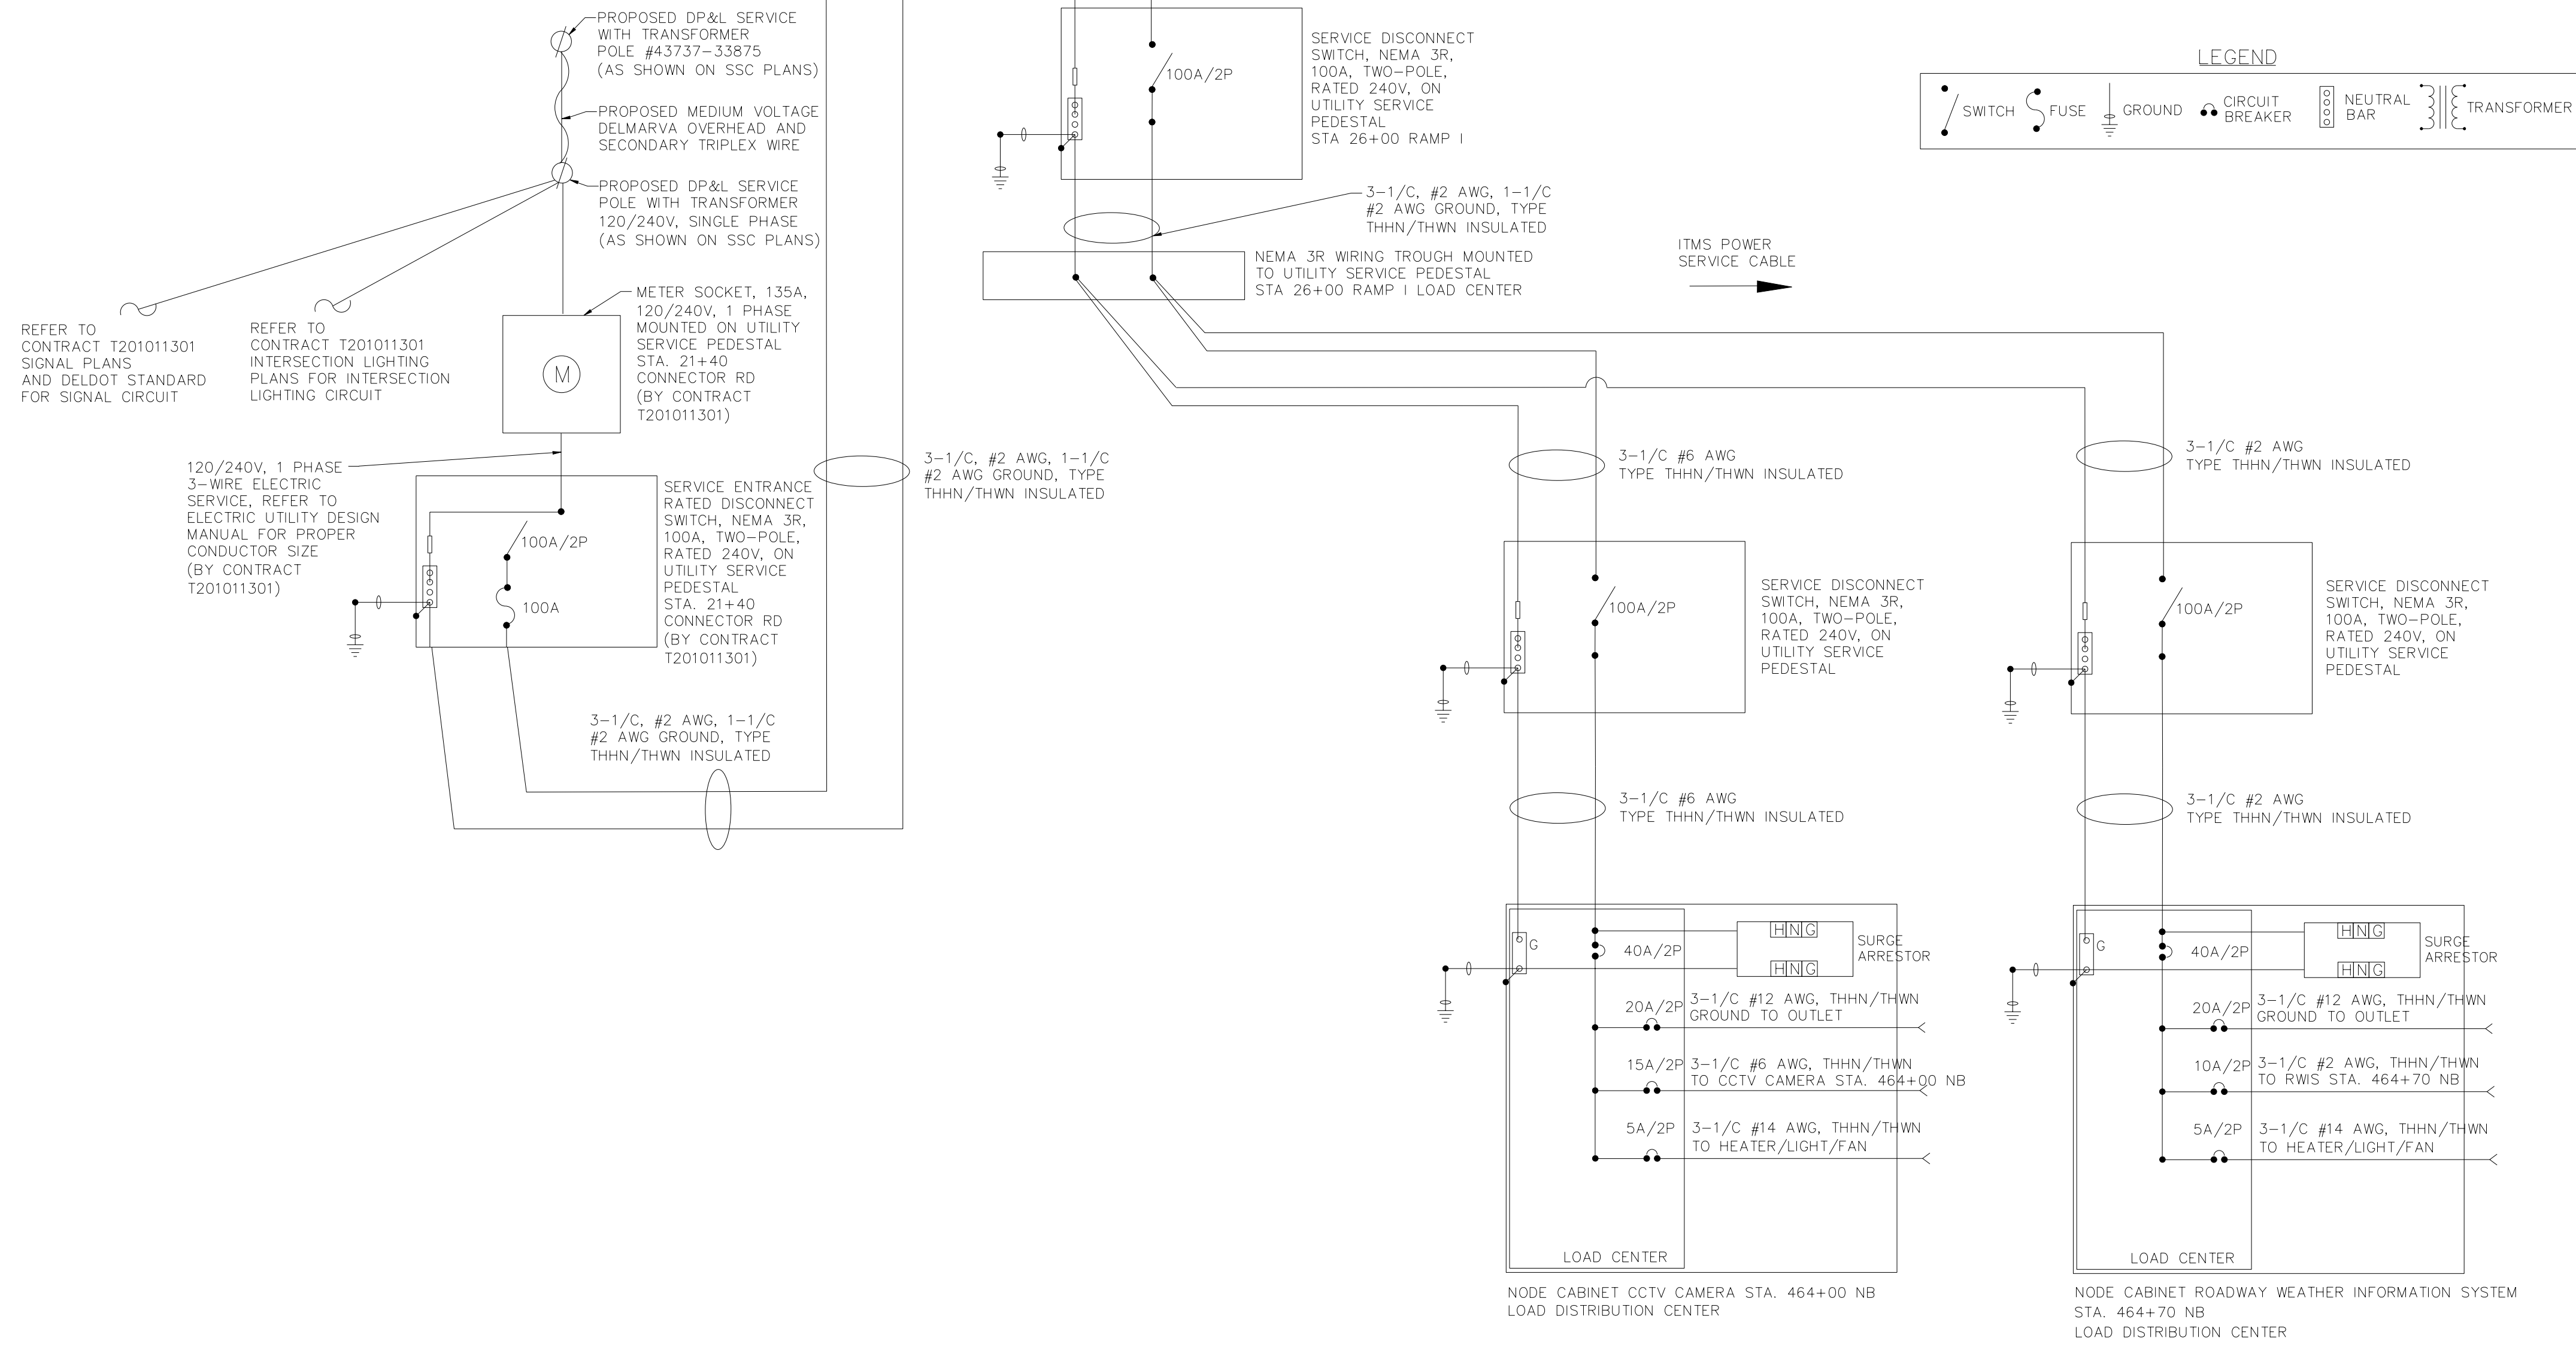 PROPOSED DP&L SERVICE
WITH TRANSFORMER
POLE #43737-33875
(AS SHOWN ON SSC PLANS)
PROPOSED MEDIUM VOLTAGE
DELMARVA OVERHEAD AND
SECONDARY TRIPLEX WIRE
PROPOSED DP&L SERVICE
POLE WITH TRANSFORMER
120/240V, SINGLE PHASE
(AS SHOWN ON SSC PLANS)
REFER TO
CONTRACT T201011301
SIGNAL PLANS
AND DELDOT STANDARD
FOR SIGNAL CIRCUIT
REFER TO
CONTRACT T201011301
INTERSECTION LIGHTING
PLANS FOR INTERSECTION
LIGHTING CIRCUIT
M
METER SOCKET, 135A,
120/240V, 1 PHASE
MOUNTED ON UTILITY
SERVICE PEDESTAL
STA. 21+40
CONNECTOR RD
(BY CONTRACT
T201011301)
120/240V, 1 PHASE
3-WIRE ELECTRIC
SERVICE, REFER TO
ELECTRIC UTILITY DESIGN
MANUAL FOR PROPER
CONDUCTOR SIZE
(BY CONTRACT
T201011301)
100A/2P
100A
SERVICE ENTRANCE
RATED DISCONNECT
SWITCH, NEMA 3R,
100A, TWO-POLE,
RATED 240V, ON
UTILITY SERVICE
PEDESTAL
STA. 21+40
CONNECTOR RD
(BY CONTRACT
T201011301)
3-1/C, #2 AWG, 1-1/C
#2 AWG GROUND, TYPE
THHN/THWN INSULATED
3-1/C, #2 AWG, 1-1/C
#2 AWG GROUND, TYPE
THHN/THWN INSULATED
100A/2P
SERVICE DISCONNECT
SWITCH, NEMA 3R,
100A, TWO-POLE,
RATED 240V, ON
UTILITY SERVICE
PEDESTAL
STA 26+00 RAMP I
3-1/C, #2 AWG, 1-1/C
#2 AWG GROUND, TYPE
THHN/THWN INSULATED
NEMA 3R WIRING TROUGH MOUNTED
TO UTILITY SERVICE PEDESTAL
STA 26+00 RAMP I LOAD CENTER
ITMS POWER
SERVICE CABLE
LEGEND
SWITCH
FUSE
GROUND
CIRCUIT
BREAKER
NEUTRAL
BAR
TRANSFORMER
3-1/C #6 AWG
TYPE THHN/THWN INSULATED
3-1/C #2 AWG
TYPE THHN/THWN INSULATED
100A/2P
SERVICE DISCONNECT
SWITCH, NEMA 3R,
100A, TWO-POLE,
RATED 240V, ON
UTILITY SERVICE
PEDESTAL
100A/2P
SERVICE DISCONNECT
SWITCH, NEMA 3R,
100A, TWO-POLE,
RATED 240V, ON
UTILITY SERVICE
PEDESTAL
3-1/C #6 AWG
TYPE THHN/THWN INSULATED
3-1/C #2 AWG
TYPE THHN/THWN INSULATED
G
40A/2P
H N G
H N G
SURGE
ARRESTOR
20A/2P
3-1/C #12 AWG, THHN/THWN
GROUND TO OUTLET
15A/2P
3-1/C #6 AWG, THHN/THWN
TO CCTV CAMERA STA. 464+00 NB
5A/2P
3-1/C #14 AWG, THHN/THWN
TO HEATER/LIGHT/FAN
LOAD CENTER
NODE CABINET CCTV CAMERA STA. 464+00 NB
LOAD DISTRIBUTION CENTER
G
40A/2P
H N G
H N G
SURGE
ARRESTOR
20A/2P
3-1/C #12 AWG, THHN/THWN
GROUND TO OUTLET
10A/2P
3-1/C #2 AWG, THHN/THWN
TO RWIS STA. 464+70 NB
5A/2P
3-1/C #14 AWG, THHN/THWN
TO HEATER/LIGHT/FAN
LOAD CENTER
NODE CABINET ROADWAY WEATHER INFORMATION SYSTEM
STA. 464+70 NB
LOAD DISTRIBUTION CENTER